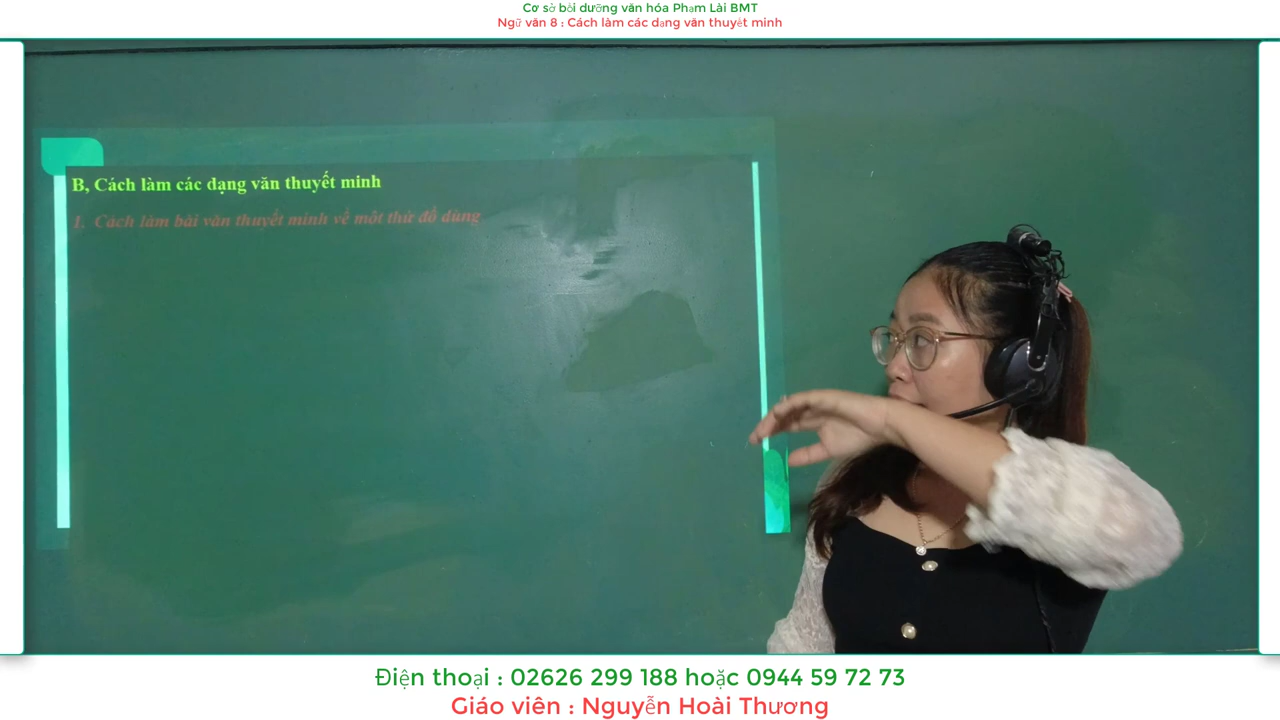 Cơ sở bồi dưỡng văn hóa Phạm Lài BMT
Ngữ văn 8 : Cách làm các dạng văn thuyết minh
B, Cách làm các dạng văn thuyết minh
1. Cách làm bài văn thuyết minh về một thứ đồ dùng
Điện thoại : 02626 299 188 hoặc 0944 59 72 73
Giáo viên : Nguyễn Hoài Thương